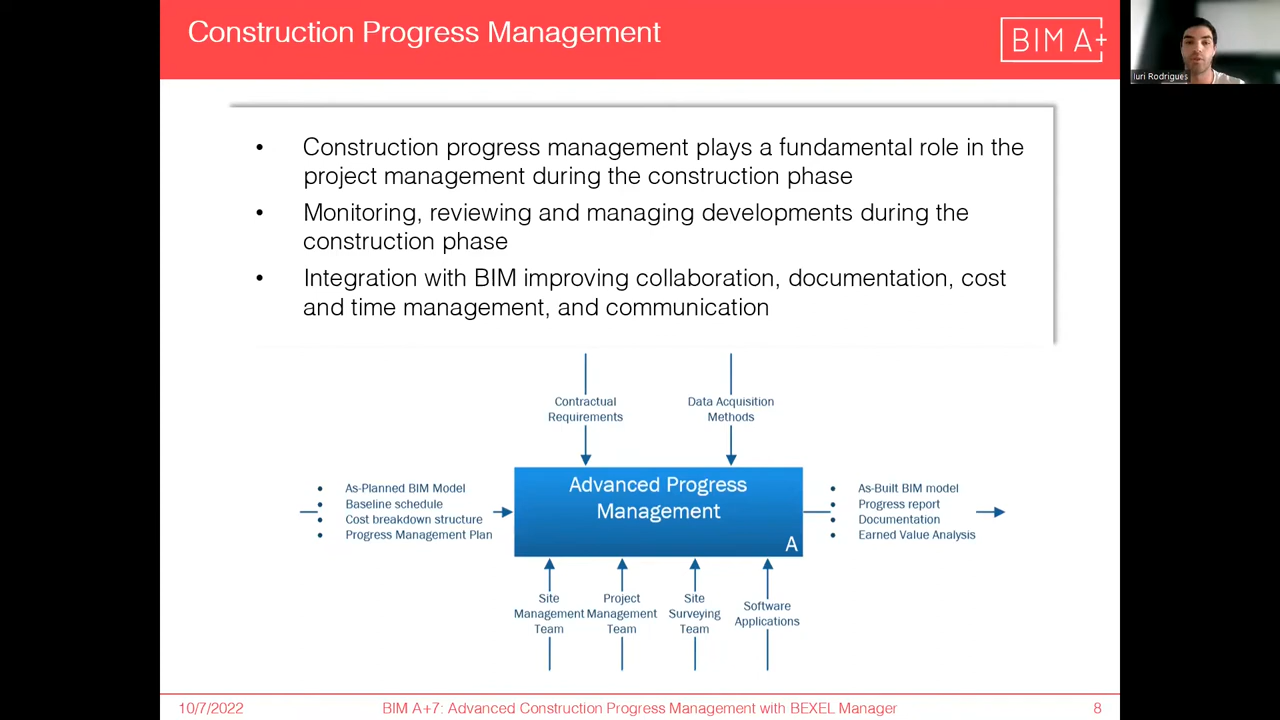 Construction Progress Management
BIM A+
Iuri Rodrigues
• Construction progress management plays a fundamental role in the
project management during the construction phase
• Monitoring, reviewing and managing developments during the
construction phase
• Integration with BIM improving collaboration, documentation, cost
and time management, and communication
Contractual
Requirements
Data Acquisition
Methods
• As-Planned BIM Model
• Baseline schedule
• Cost breakdown structure
• Progress Management Plan
Advanced Progress
Management
A
• As-Built BIM model
• Progress report
• Documentation
• Earned Value Analysis
Site
Management
Team
Project
Management
Team
Site
Surveying
Team
Software
Applications
10/7/2022
BIM A+7: Advanced Construction Progress Management with BEXEL Manager
8